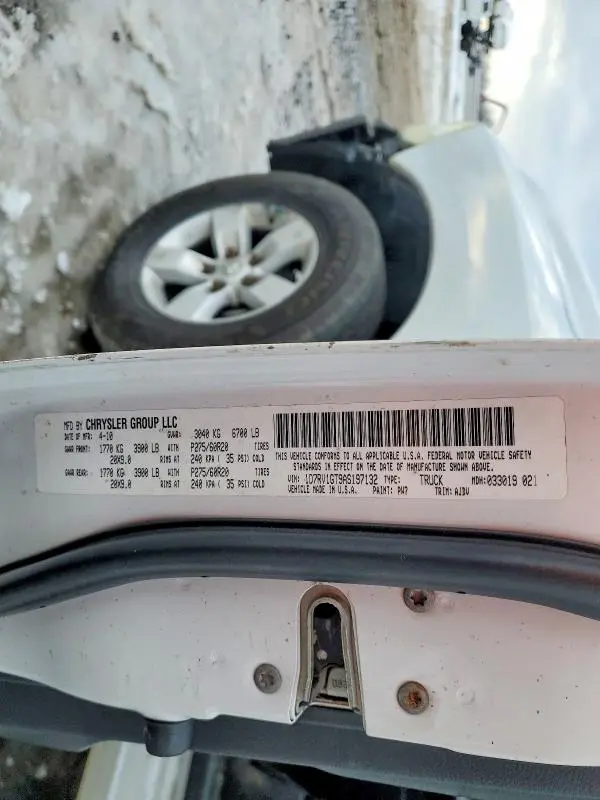 MFD BY CHRYSLER GROUP LLC
DATE OF MFR: 4-10 GVWR: 3040 KG 6700 LB
GAWR FRONT: 1770 KG 3900 LB WITH P275/60R20 TIRES
20X9.0 RIMS AT 240 KPA ( 35 PSI) COLD
GAWR REAR: 1770 KG 3900 LB WITH P275/60R20 TIRES
20X9.0 RIMS AT 240 KPA ( 35 PSI) COLD
THIS VEHICLE CONFORMS TO ALL APPLICABLE U.S.A. FEDERAL MOTOR VEHICLE SAFETY
STANDARDS IN EFFECT ON THE DATE OF MANUFACTURE SHOWN ABOVE.
VIN: 1D7RV1GT9AS197132 TYPE: TRUCK MDH:033019 021
VEHICLE MADE IN U.S.A. PAINT: PW7 TRIM: AJDV